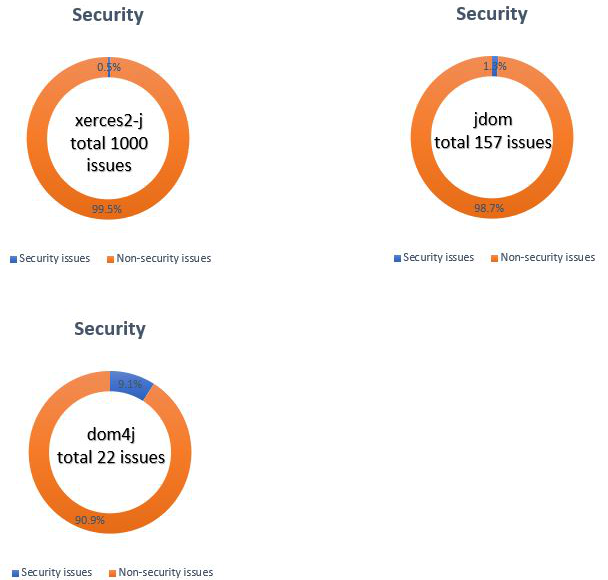 Security
0.5%
xerces2-j
total 1000
issues
99.5%
Security issues Non-security issues
Security
1.3%
jdom
total 157 issues
98.7%
Security issues Non-security issues
Security
9.1%
dom4j
total 22 issues
90.9%
Security issues Non-security issues